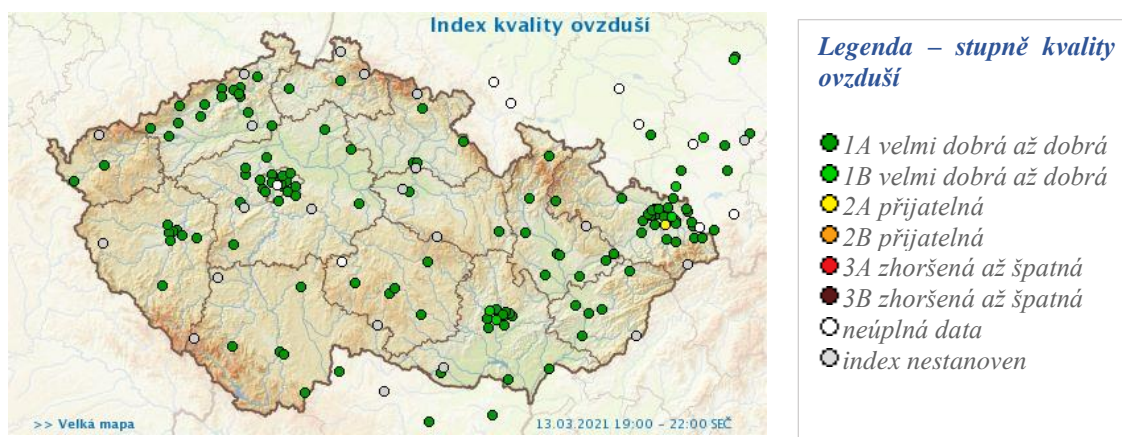 Index kvality ovzduší
>> Velká mapa
13.03.2021 19:00 – 22:00 SEČ
Legenda – stupně kvality
ovzduší
1A velmi dobrá až dobrá
1B velmi dobrá až dobrá
2A přijatelná
2B přijatelná
3A zhoršená až špatná
3B zhoršená až špatná
neúplná data
index nestanoven